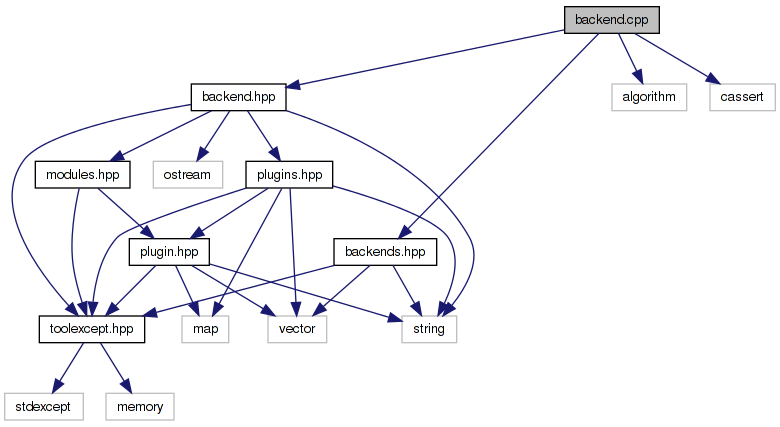 backend.cpp
backend.hpp
algorithm
cassert
modules.hpp
ostream
plugins.hpp
plugin.hpp
backends.hpp
toolexcept.hpp
map
vector
string
stdexcept
memory